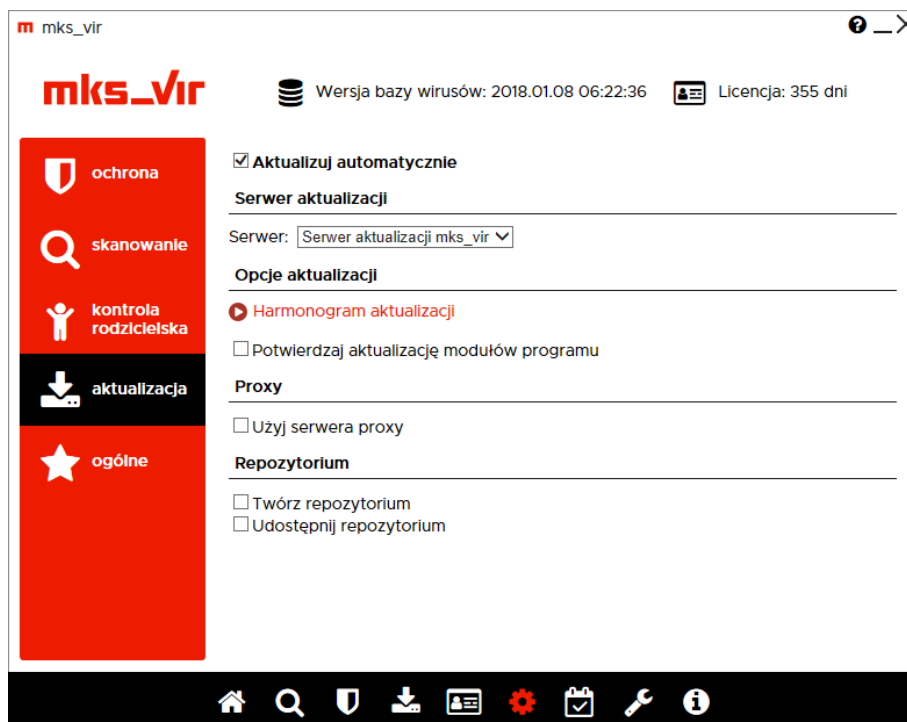 mks_vir
mks_vir
Wersja bazy wirusów: 2018.01.08 06:22:36
Licencja: 355 dni
ochrona
skanowanie
kontrola
rodzicielska
aktualizacja
ogólne
Aktualizuj automatycznie
Serwer aktualizacji
Serwer: Serwer aktualizacji mks_vir
Opcje aktualizacji
Harmonogram aktualizacji
Potwierdzaj aktualizację modułów programu
Proxy
Użyj serwera proxy
Repozytorium
Twórz repozytorium
Udostępnij repozytorium